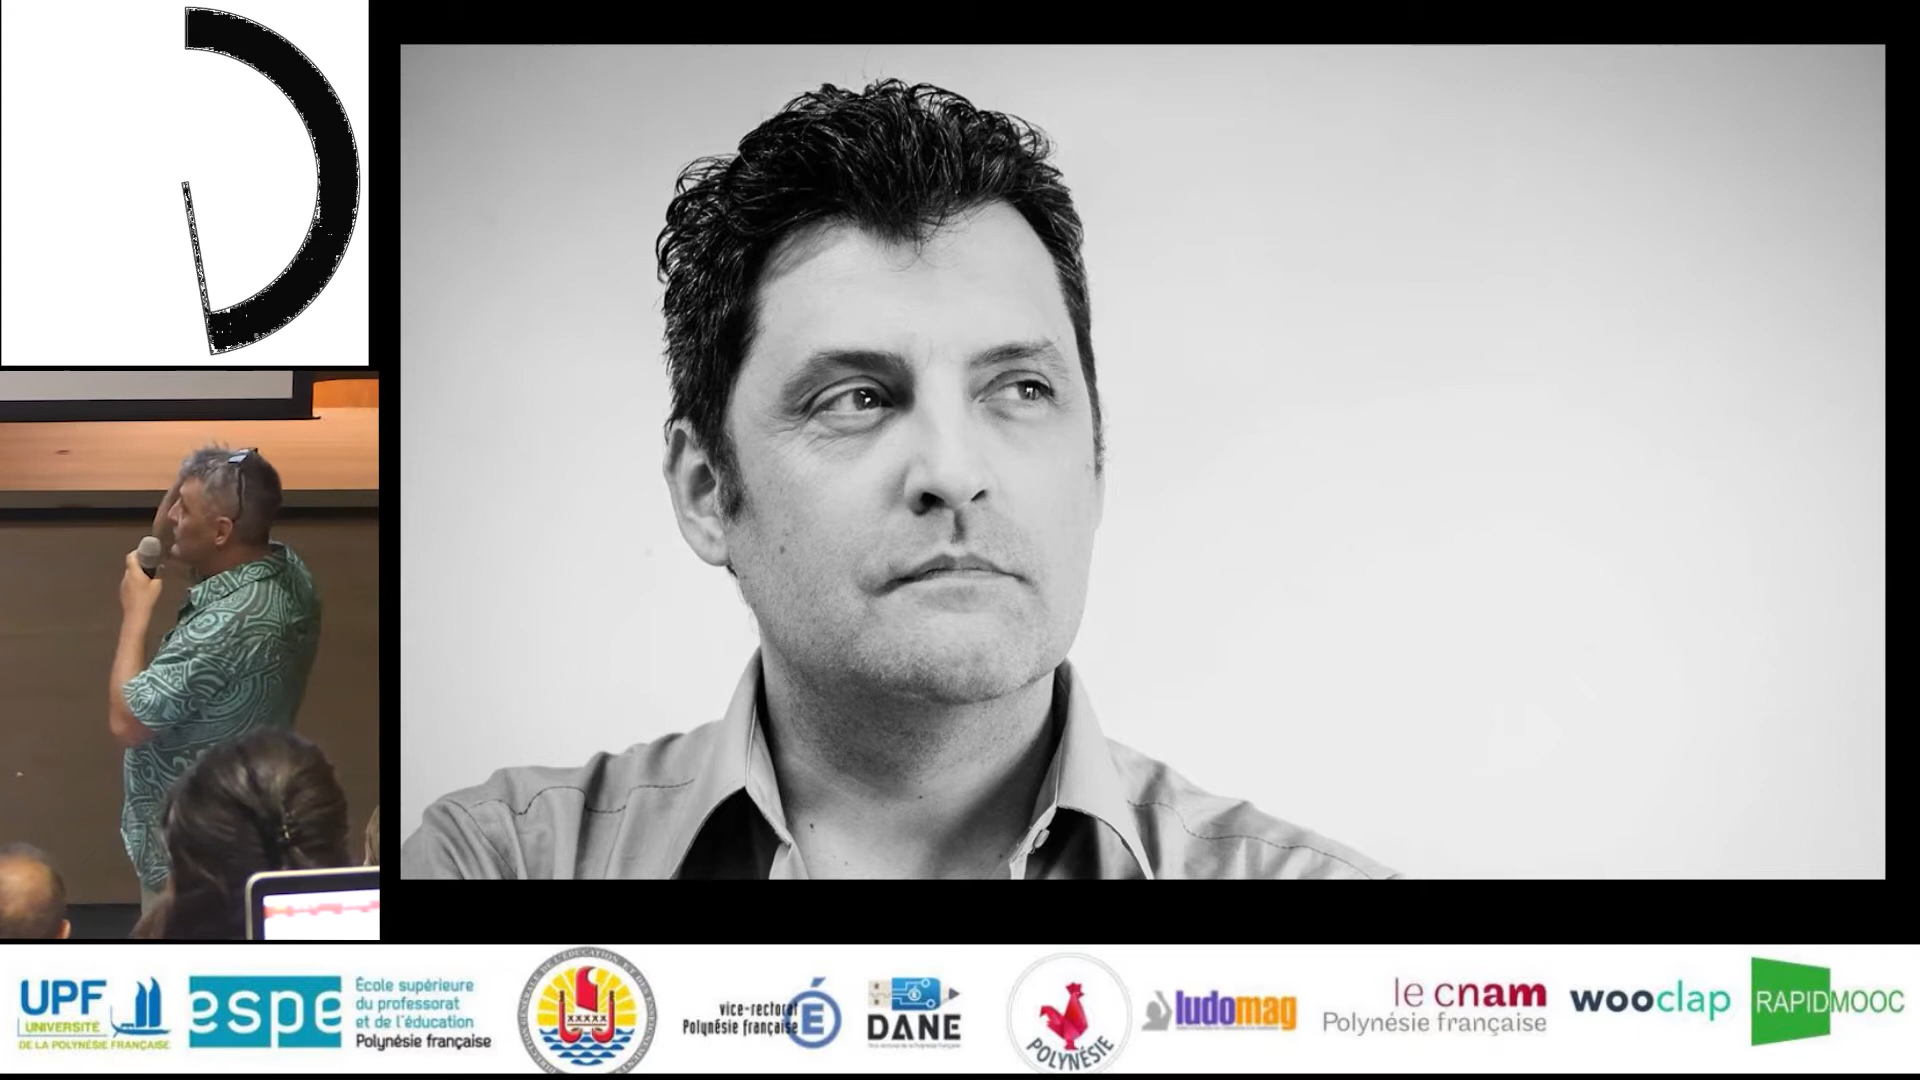 UPF
UNIVERSITÉ
DE LA POLYNÉSIE FRANÇAISE
espe
École supérieure
du professorat
et de l'éducation
Polynésie française
vice-rectorat
Polynésie française
É
DANE
POLYNÉSIE
ludomag
le cnam
Polynésie française
wooclap
RAPIDMOOC